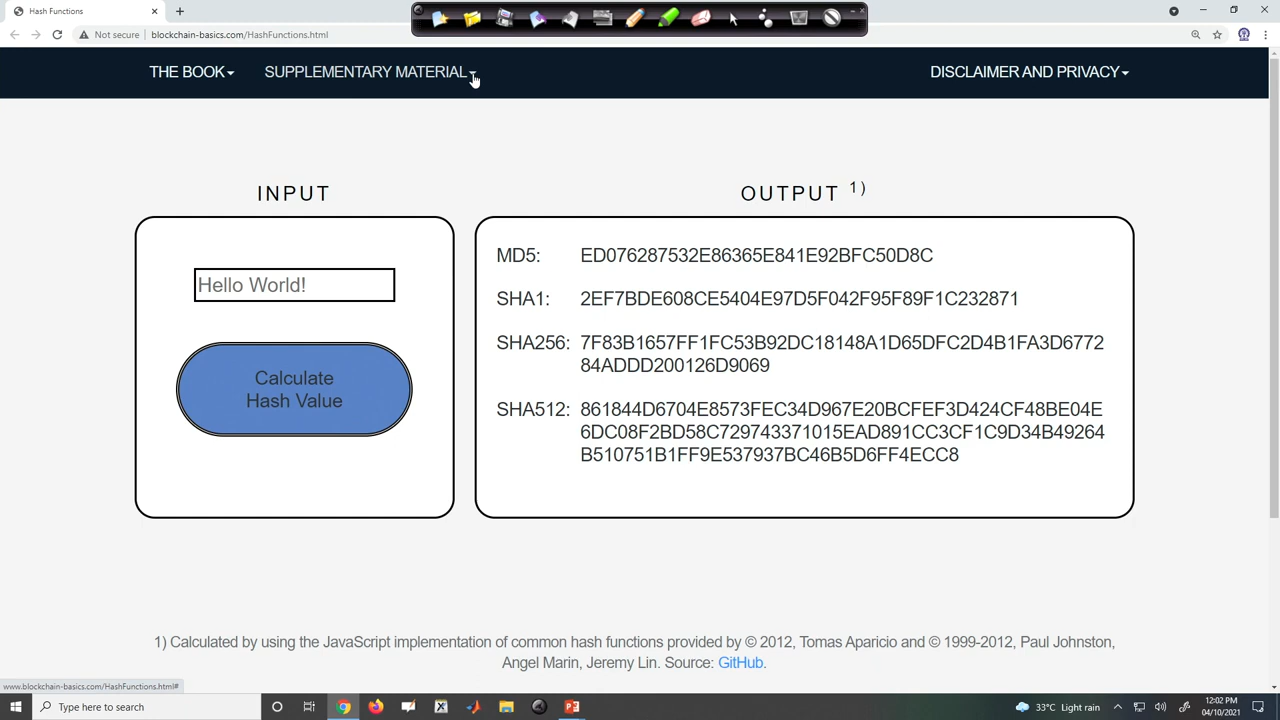 Hash Functions
Not secure
blockchain-basics.com/HashFunctions.html
THE BOOK
SUPPLEMENTARY MATERIAL
DISCLAIMER AND PRIVACY
INPUT
OUTPUT 1)
Hello World!
Calculate
Hash Value
MD5: ED076287532E86365E841E92BFC50D8C
SHA1: 2EF7BDE608CE5404E97D5F042F95F89F1C232871
SHA256: 7F83B1657FF1FC53B92DC18148A1D65DFC2D4B1FA3D6772
84ADDD200126D9069
SHA512: 861844D6704E8573FEC34D967E20BCFEF3D424CF48BE04E
6DC08F2BD58C729743371015EAD891CC3CF1C9D34B49264
B510751B1FF9E537937BC46B5D6FF4ECC8
1) Calculated by using the JavaScript implementation of common hash functions provided by © 2012, Tomas Aparicio and © 1999-2012, Paul Johnston,
Angel Marin, Jeremy Lin. Source: GitHub.
www.blockchain-basics.com/HashFunctions.html#
Type here to search
33°C Light rain
12:02 PM
04/10/2021